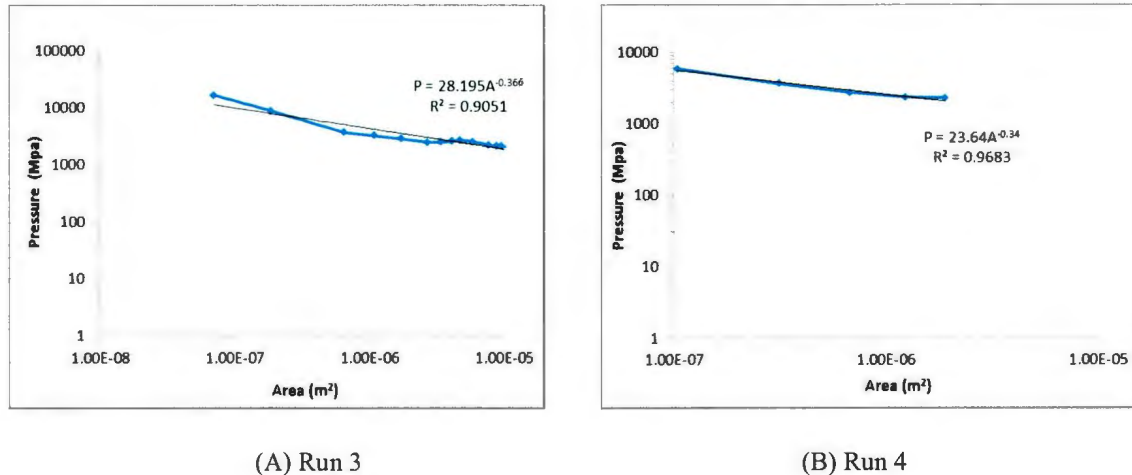 100000
10000
1000
100
10
1
Pressure (Mpa)
P = 28.195A^-0.366
R² = 0.9051
1.00E-08
1.00E-07
1.00E-06
1.00E-05
Area (m²)
(A) Run 3
10000
1000
100
10
1
Pressure (Mpa)
P = 23.64A^-0.34
R² = 0.9683
1.00E-07
1.00E-06
1.00E-05
Area (m²)
(B) Run 4